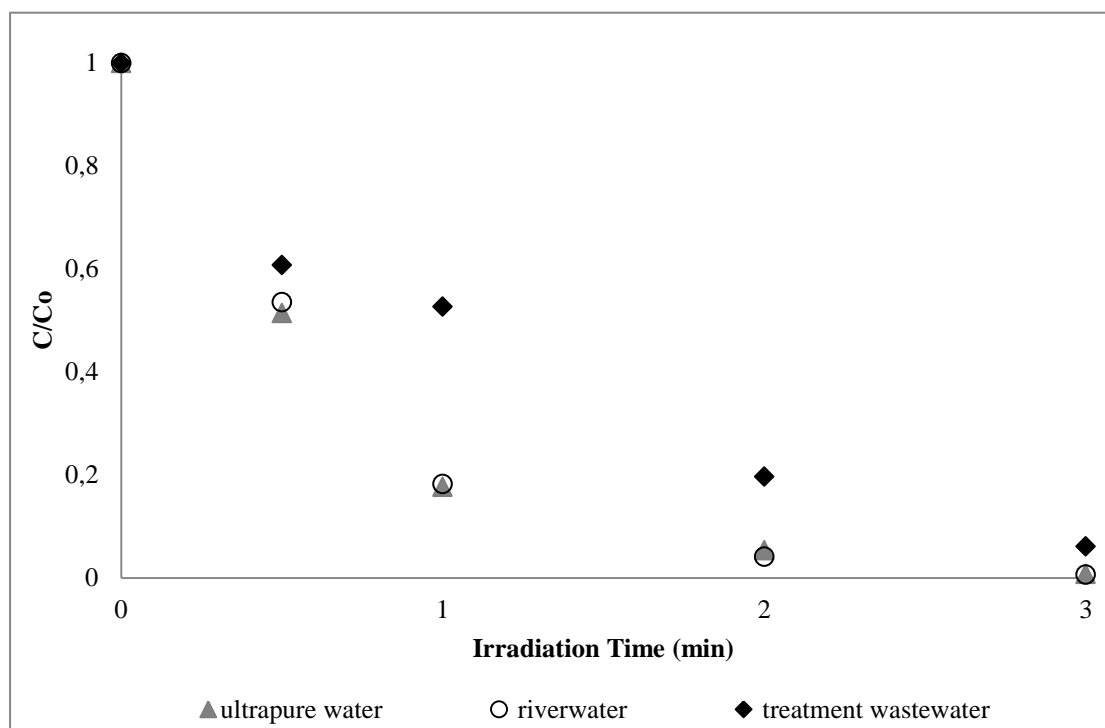 1
0,8
0,6
0,4
0,2
0
C/Co
0 1 2 3
Irradiation Time (min)
ultrapure water riverwater treatment wastewater